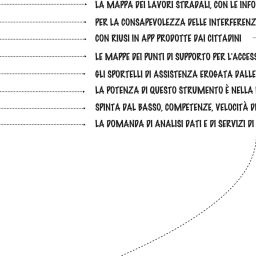 LA MAPPA DEI LAVORI STRADALI, CON LE INFO
PER LA CONSAPEVOLEZZA DELLE INTERFERENZ
CON RIUSI IN APP PRODOTTE DAI CITTADINI
LE MAPPE DEI PUNTI DI SUPPORTO PER L'ACCESS
GLI SPORTELLI DI ASSISTENZA EROGATA DALLE
LA POTENZA DI QUESTO STRUMENTO È NELLA
SPINTA DAL BASSO, COMPETENZE, VELOCITÀ DI
LA DOMANDA DI ANALISI DATI E DI SERVIZI DI